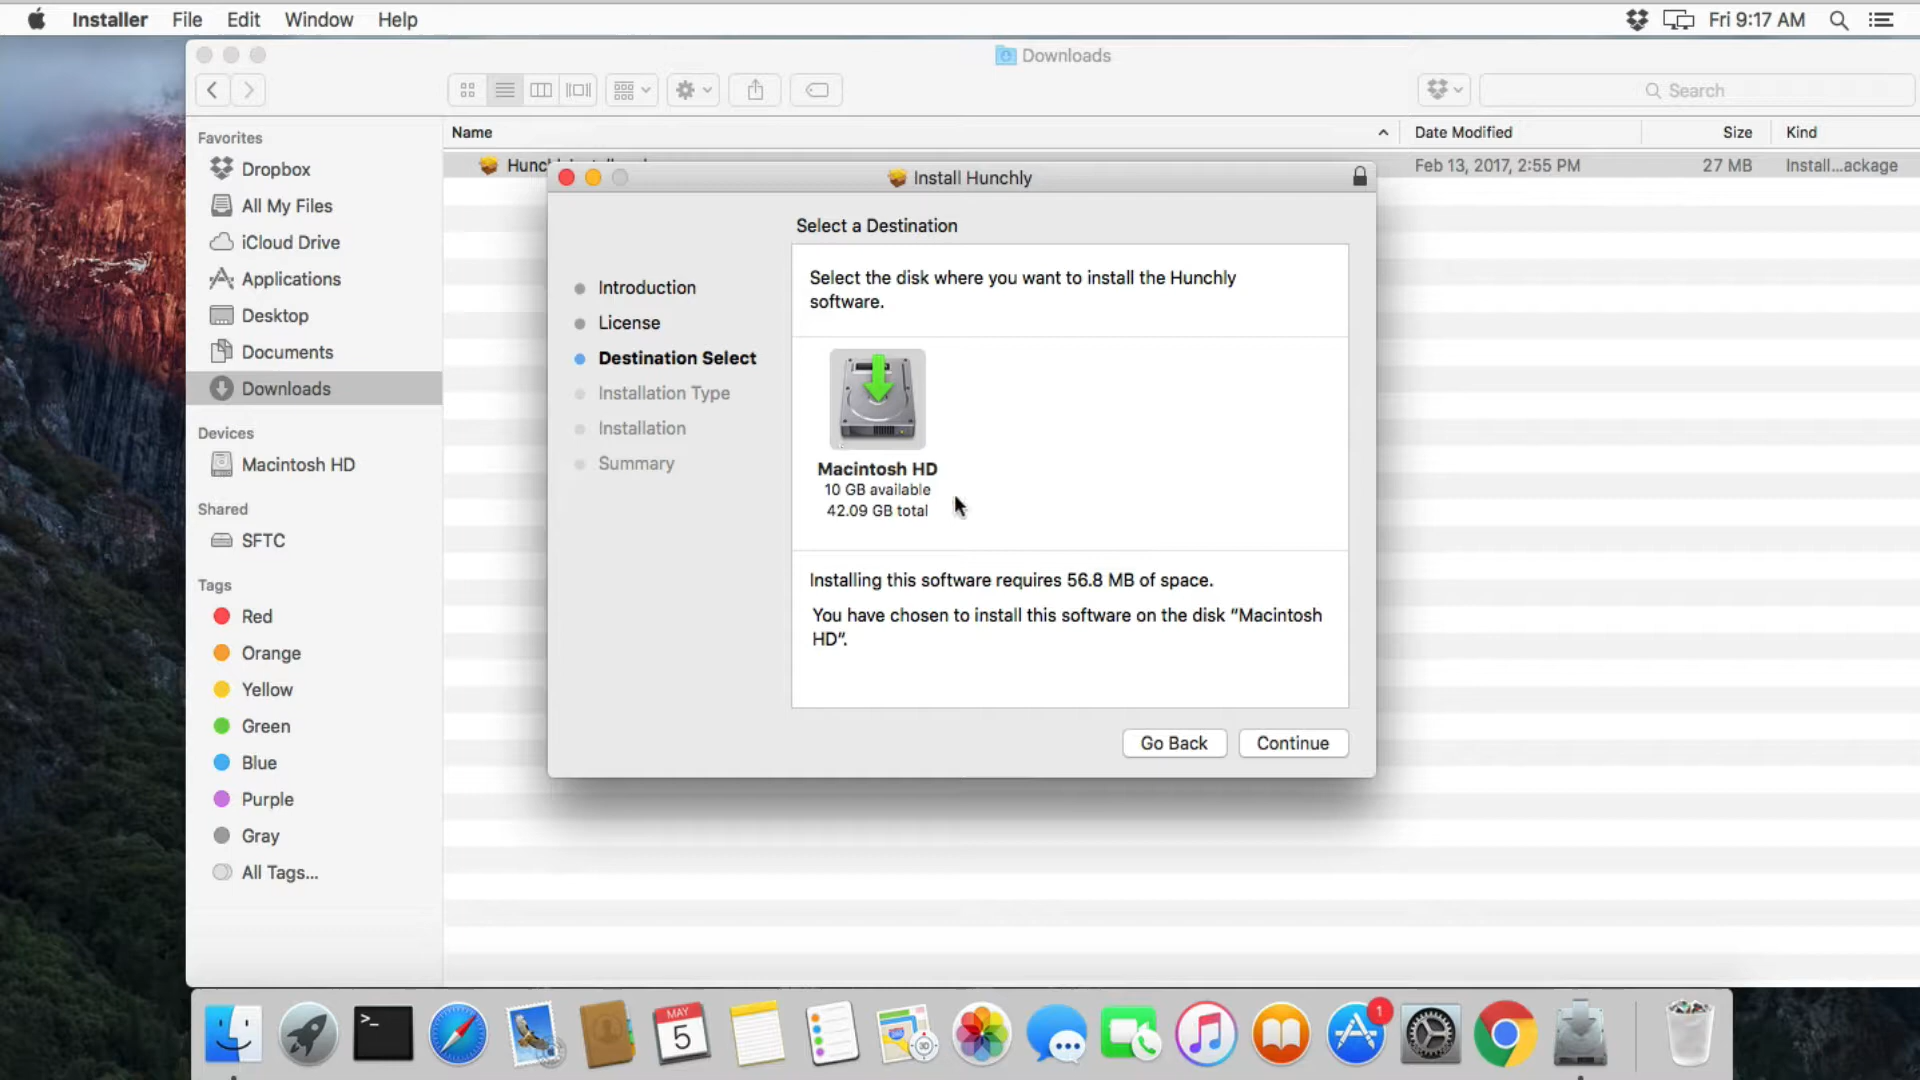 Installer File Edit Window Help
Fri 9:17 AM
Downloads
Search
Favorites
Dropbox
All My Files
iCloud Drive
Applications
Desktop
Documents
Downloads
Devices
Macintosh HD
Shared
SFTC
Tags
Red
Orange
Yellow
Green
Blue
Purple
Gray
All Tags...
Name Date Modified Size Kind
Feb 13, 2017, 2:55 PM 27 MB Install...ackage
Install Hunchly
Select a Destination
Introduction
License
Destination Select
Installation Type
Installation
Summary
Select the disk where you want to install the Hunchly
software.
Macintosh HD
10 GB available
42.09 GB total
Installing this software requires 56.8 MB of space.
You have chosen to install this software on the disk “Macintosh
HD”.
Go Back Continue
>_
MAY
5
3D
1